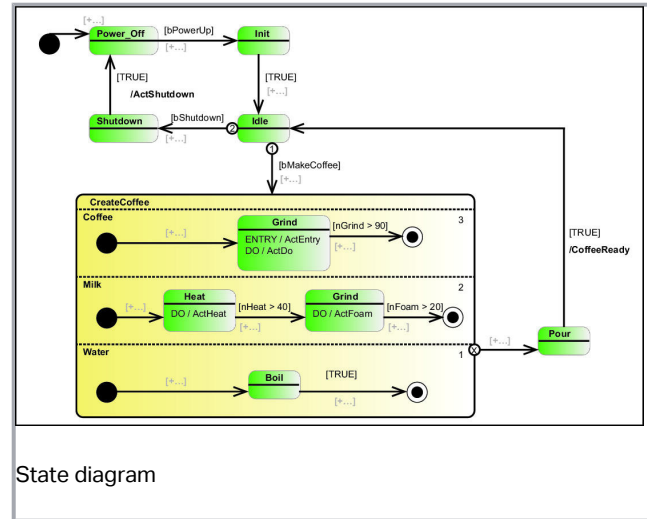 [+...]
Power_Off
[bPowerUp]
Init
[+...]
[TRUE]
/ActShutdown
[TRUE]
[+...]
Shutdown
[bShutdown]
2
Idle
[+...]
1
[bMakeCoffee]
[+...]
CreateCoffee
Coffee
3
[+...]
Grind
ENTRY / ActEntry
DO / ActDo
[nGrind > 90]
[+...]
[TRUE]
/CoffeeReady
Milk
2
[+...]
Heat
DO / ActHeat
[nHeat > 40]
[+...]
Grind
DO / ActFoam
[nFoam > 20]
[+...]
Water
1
X
[+...]
Pour
[+...]
Boil
[TRUE]
[+...]
State diagram